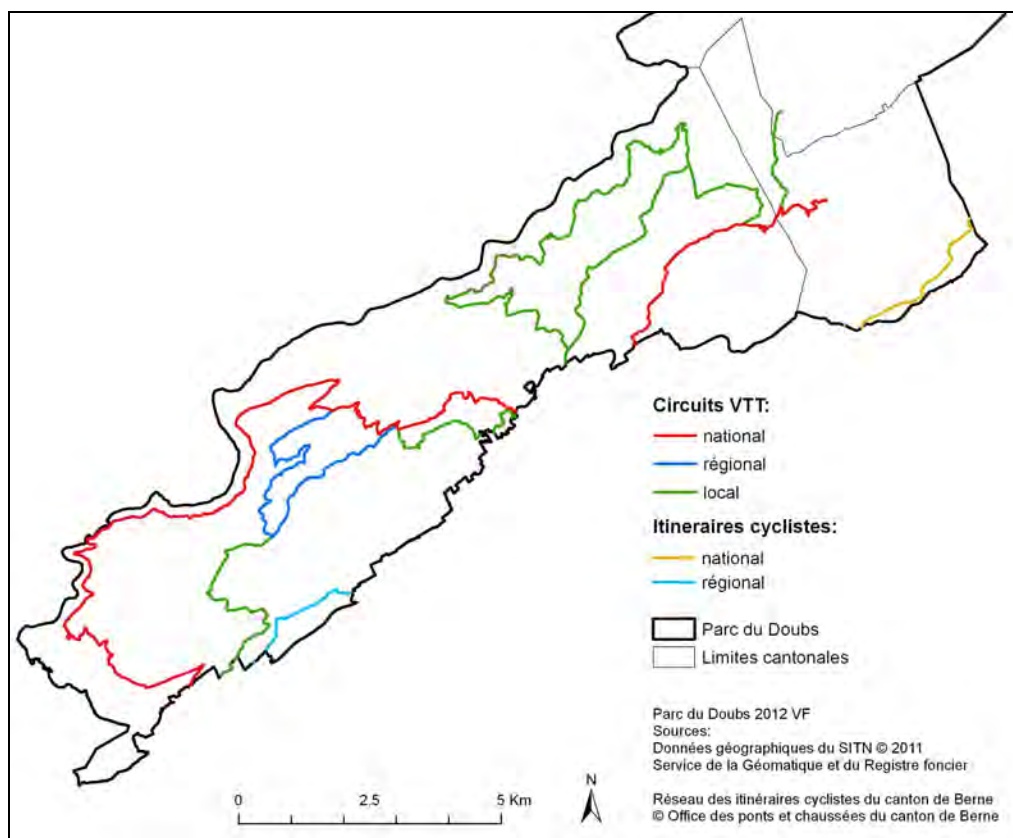 Circuits VTT:
national
régional
local
Itineraires cyclistes:
national
régional
Parc du Doubs
Limites cantonales
Parc du Doubs 2012 VF
Sources:
Données géographiques du SITN © 2011
Service de la Géomatique et du Registre foncier
Réseau des itinéraires cyclistes du canton de Berne
© Office des ponts et chaussées du canton de Berne
N
0 2.5 5 Km